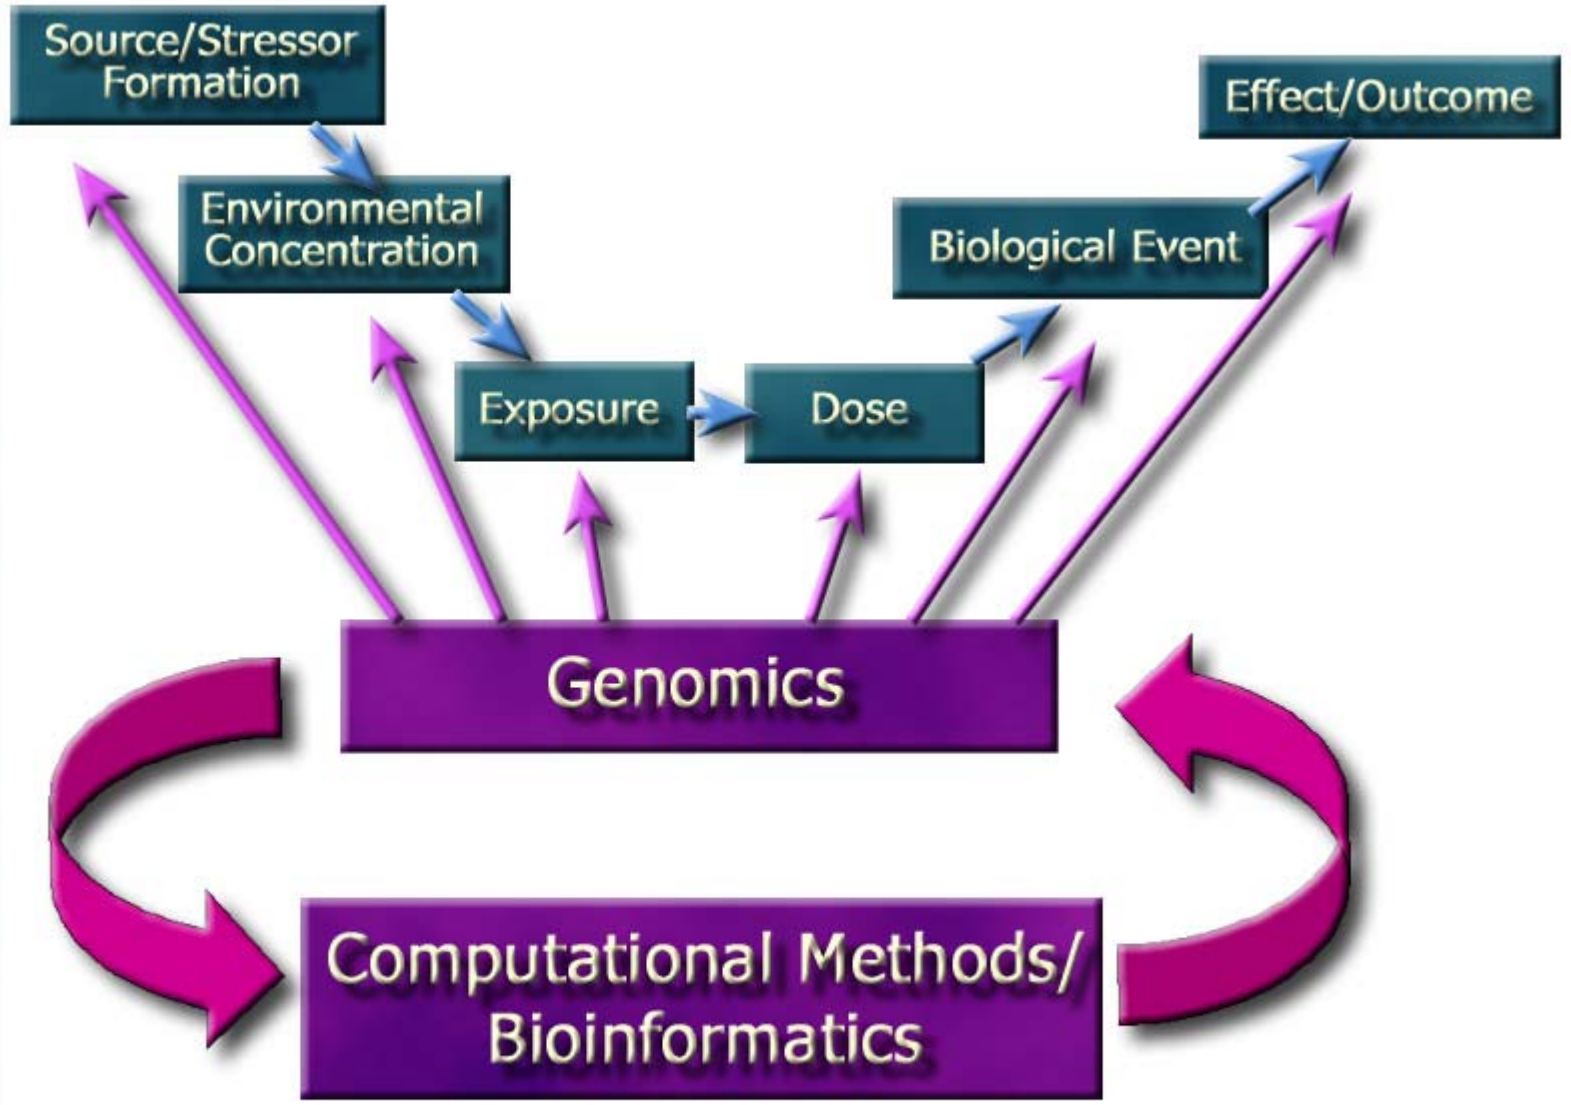 Source/Stressor
Formation
Effect/Outcome
Environmental
Concentration
Biological Event
Exposure
Dose
Genomics
Computational Methods/
Bioinformatics